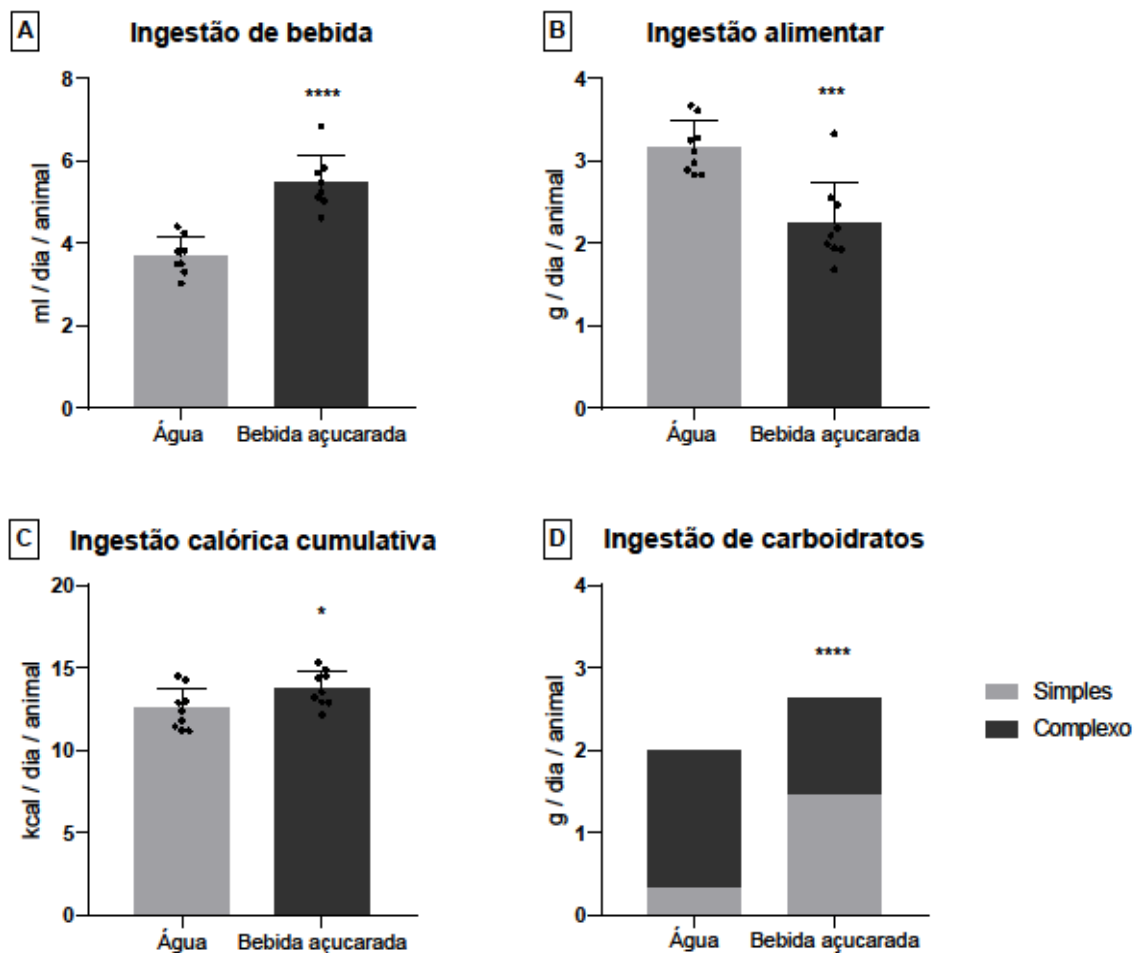 A
Ingestão de bebida
8
6
4
2
0
ml / dia / animal
****
Água
Bebida açucarada
B
Ingestão alimentar
4
3
2
1
0
g / dia / animal
***
Água
Bebida açucarada
C
Ingestão calórica cumulativa
20
15
10
5
0
kcal / dia / animal
*
Água
Bebida açucarada
D
Ingestão de carboidratos
4
3
2
1
0
g / dia / animal
****
Água
Bebida açucarada
Simples
Complexo